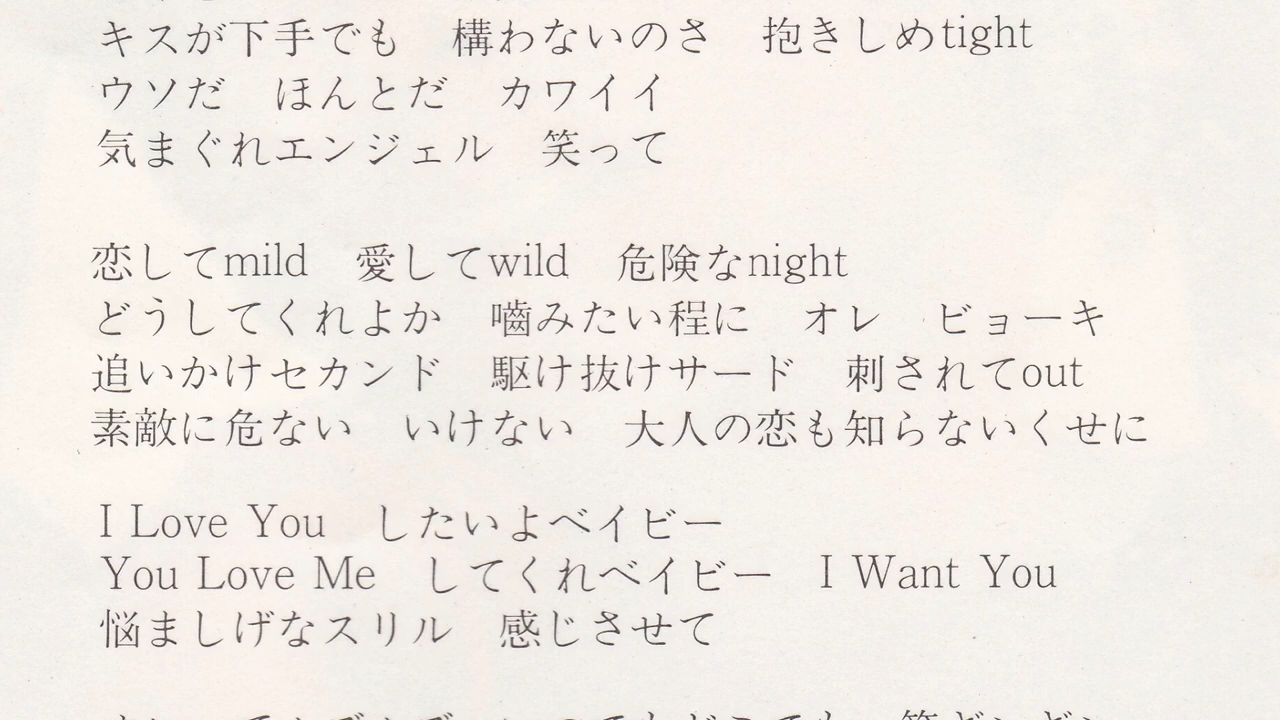 キスが下手でも　構わないのさ　抱きしめtight
ウソだ　ほんとだ　カワイイ
気まぐれエンジェル　笑って
恋してmild　愛してwild　危険なnight
どうしてくれよか　嚙みたい程に　オレ　ビョーキ
追いかけセカンド　駆け抜けサード　刺されてout
素敵に危ない　いけない　大人の恋も知らないくせに
I Love You　したいよベイビー
You Love Me　してくれベイビー　I Want You
悩ましげなスリル　感じさせて